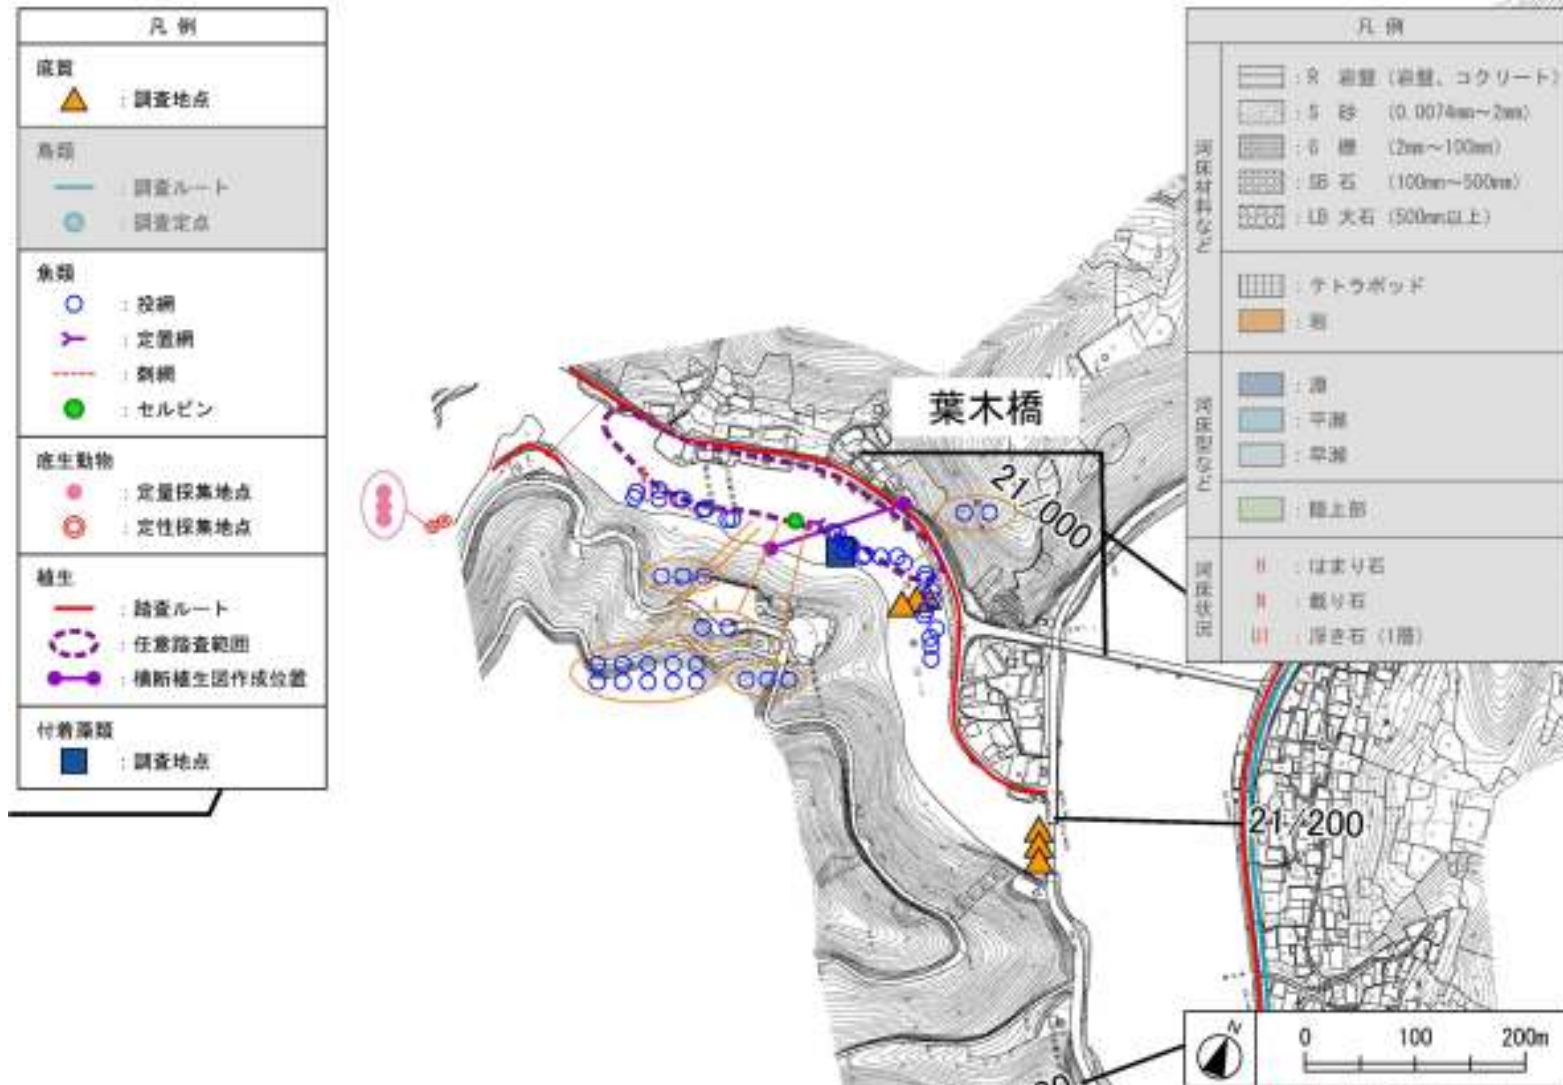 凡 例
底質
：調査地点
鳥類
：調査ルート
：調査定点
魚類
：投網
：定置網
：刺網
：セルビン
底生動物
：定量採集地点
：定性採集地点
植生
：踏査ルート
：任意踏査範囲
：横断植生図作成位置
付着藻類
：調査地点
葉木橋
21/000
21/200
凡 例
河床材料など
：R 岩盤（岩盤、コクリート）
：S 砂 （0.0074mm～2mm）
：G 礫 （2mm～100mm）
：SB 石 （100mm～500mm）
：LB 大石（500mm以上）
：テトラポッド
：岩
河床型など
：淵
：平瀬
：早瀬
：陸上部
河床状況
H ：はまり石
N ：載り石
U1 ：浮き石（1階）
N
0 100 200m